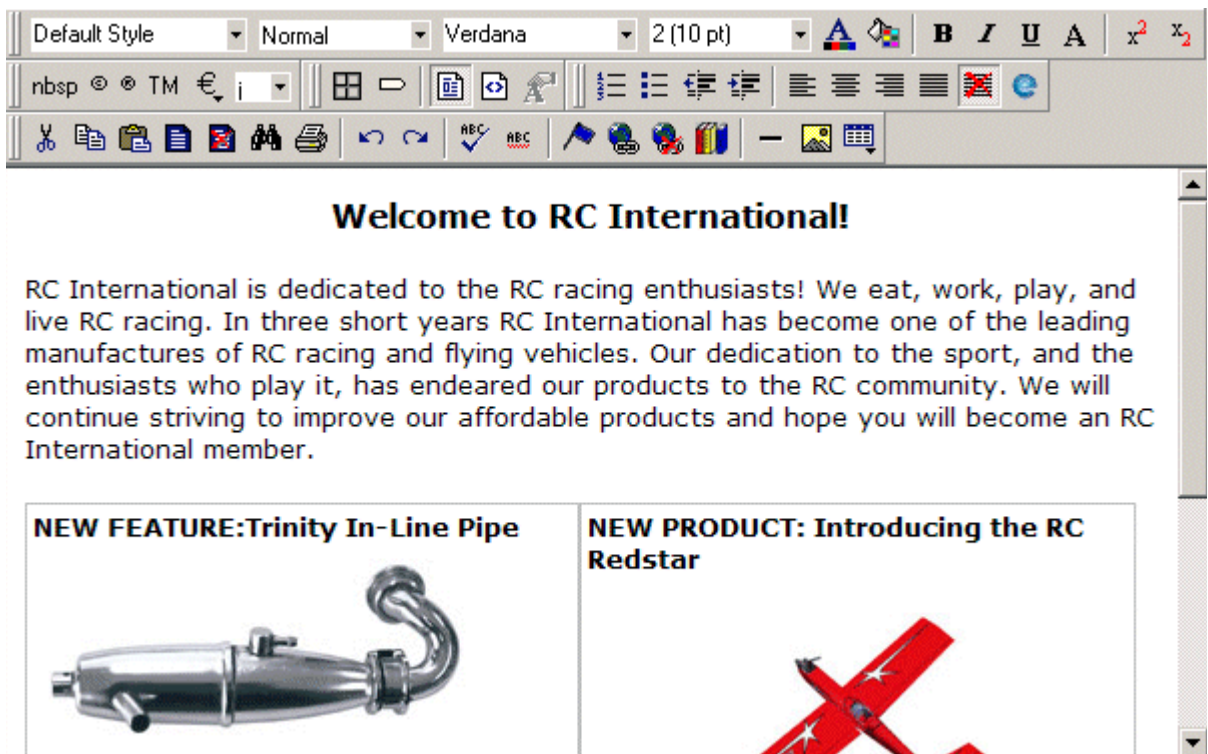 Default Style Normal Verdana 2 (10 pt) A B I U A x² x₂
nbsp © ® TM € ¡
ABC ABC
Welcome to RC International!
RC International is dedicated to the RC racing enthusiasts! We eat, work, play, and
live RC racing. In three short years RC International has become one of the leading
manufactures of RC racing and flying vehicles. Our dedication to the sport, and the
enthusiasts who play it, has endeared our products to the RC community. We will
continue striving to improve our affordable products and hope you will become an RC
International member.
NEW FEATURE:Trinity In-Line Pipe
NEW PRODUCT: Introducing the RC
Redstar